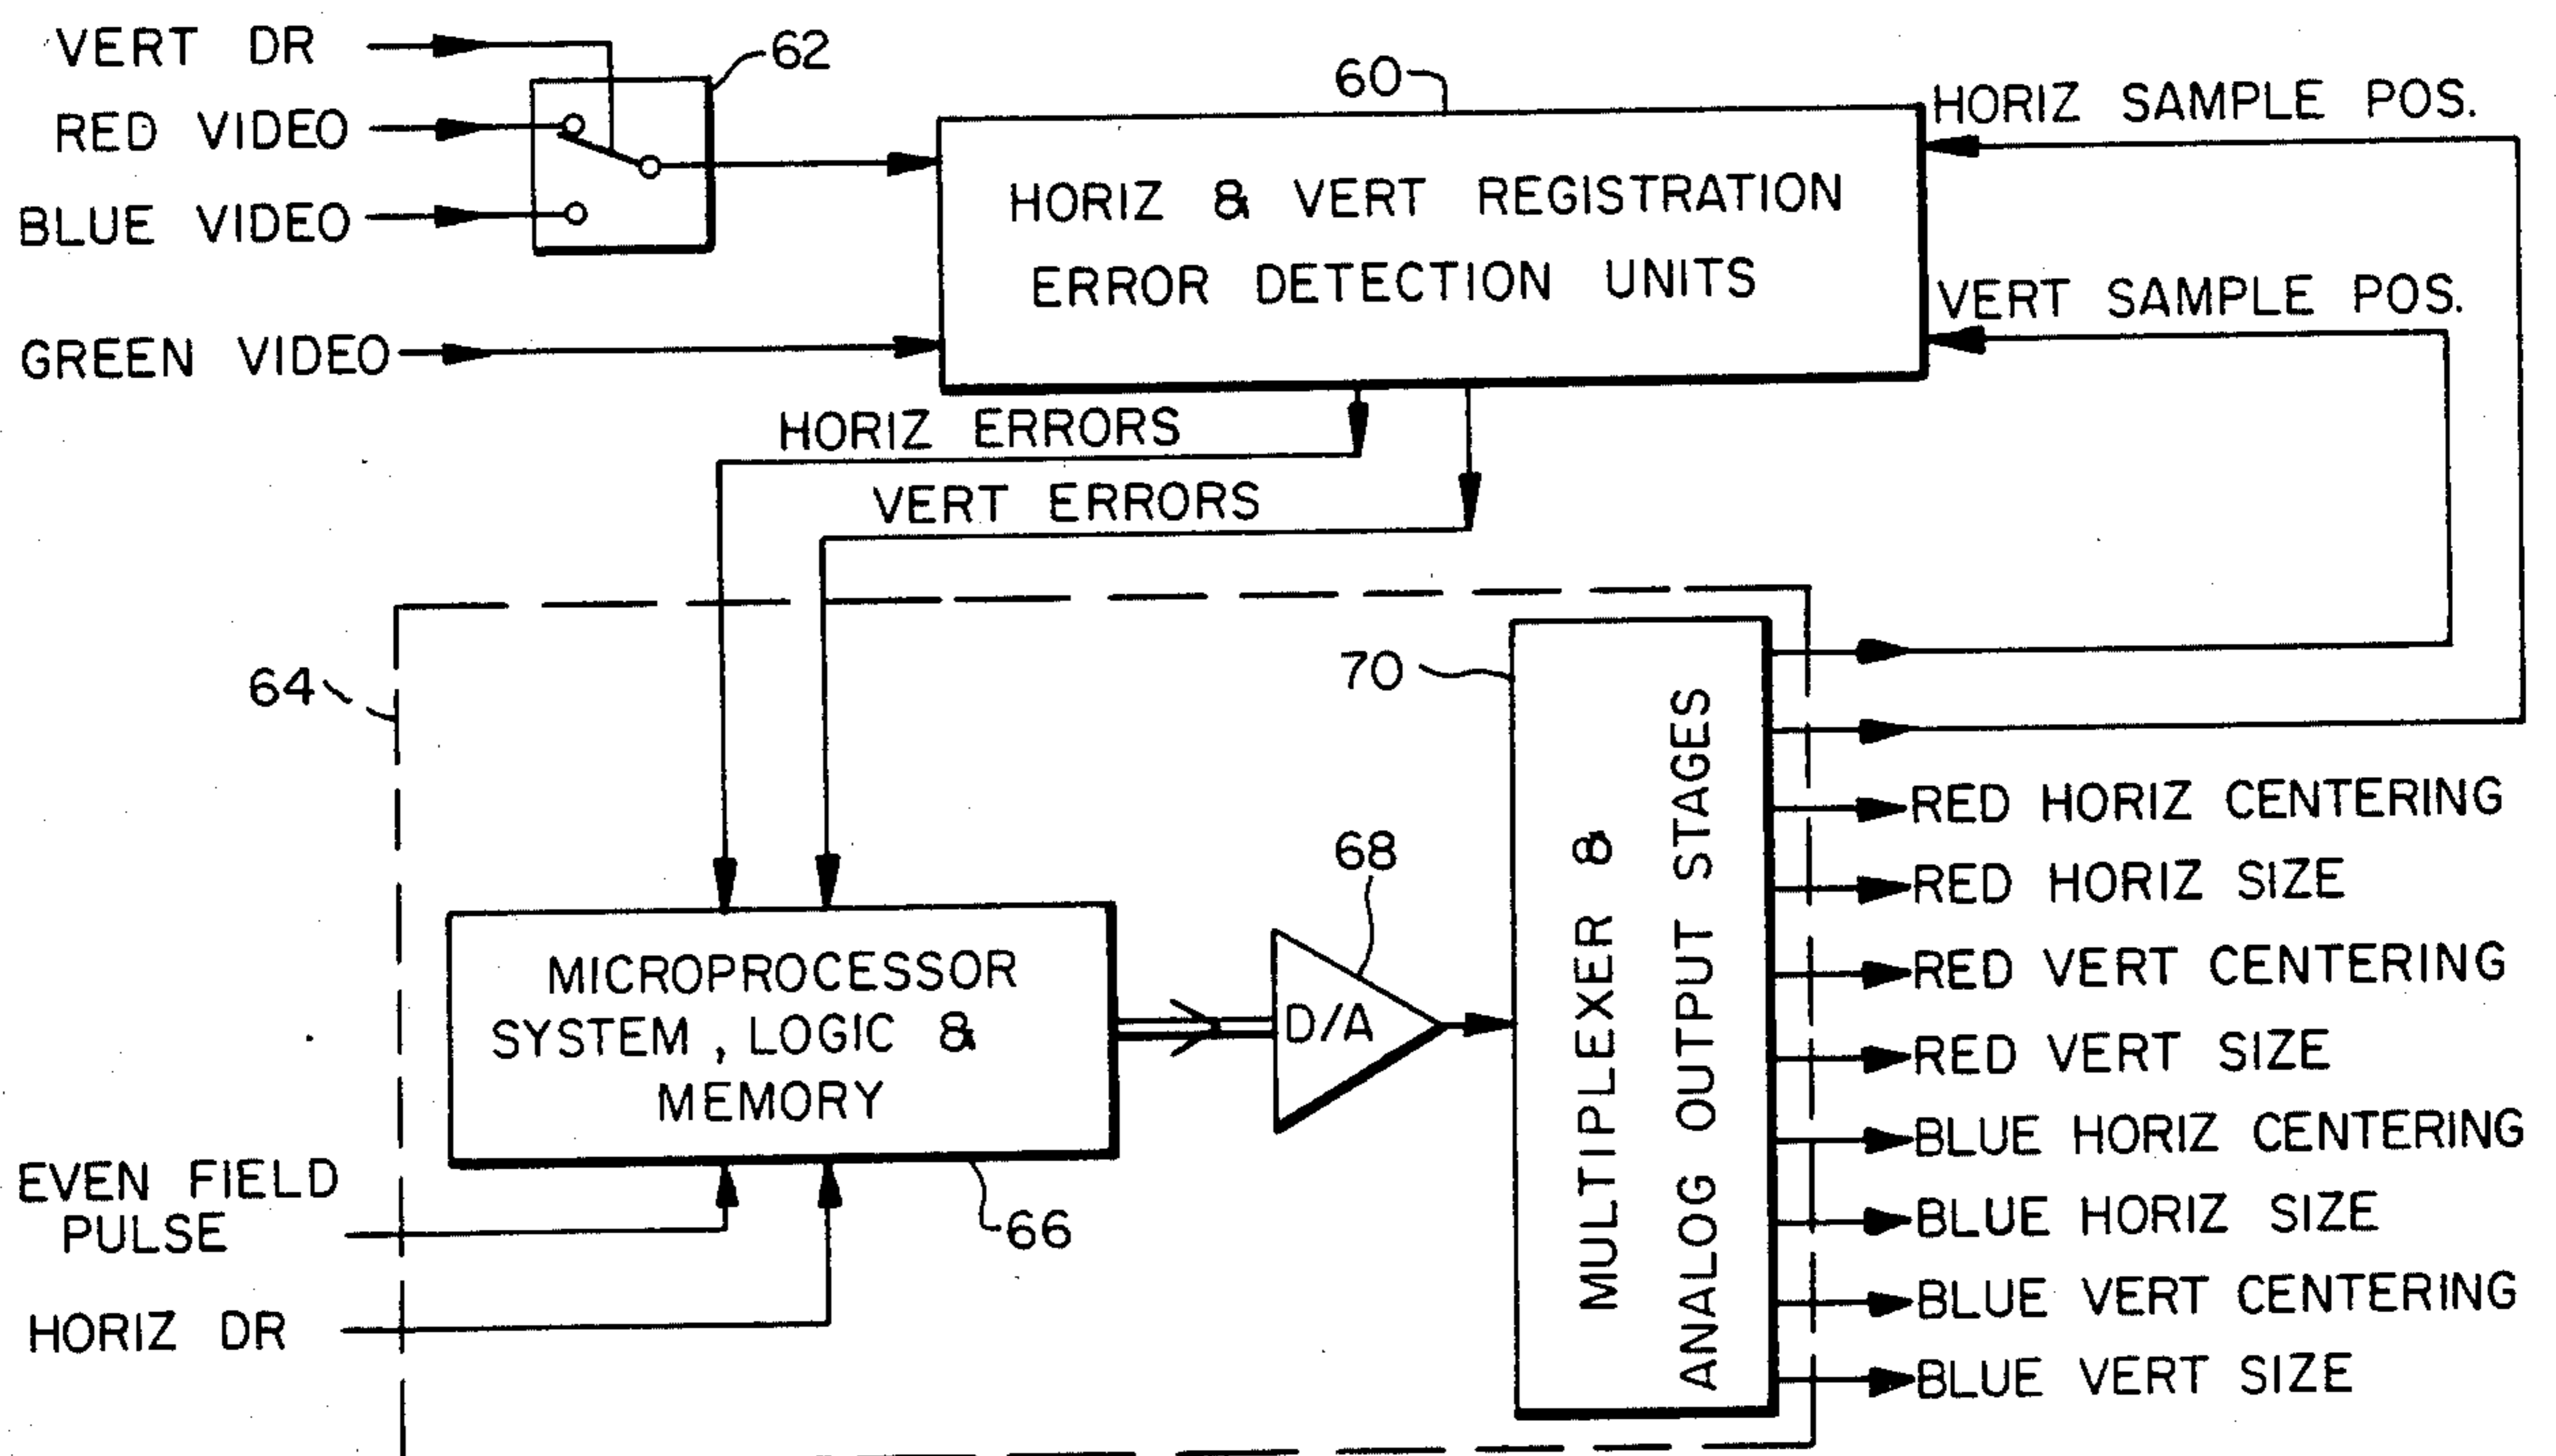 VERT DR
62
RED VIDEO
BLUE VIDEO
GREEN VIDEO
60
HORIZ & VERT REGISTRATION
ERROR DETECTION UNITS
HORIZ SAMPLE POS.
VERT SAMPLE POS.
HORIZ ERRORS
VERT ERRORS
64
70
MULTIPLEXER &
ANALOG OUTPUT STAGES
68
D/A
MICROPROCESSOR
SYSTEM, LOGIC &
MEMORY
66
EVEN FIELD
PULSE
HORIZ DR
RED HORIZ CENTERING
RED HORIZ SIZE
RED VERT CENTERING
RED VERT SIZE
BLUE HORIZ CENTERING
BLUE HORIZ SIZE
BLUE VERT CENTERING
BLUE VERT SIZE